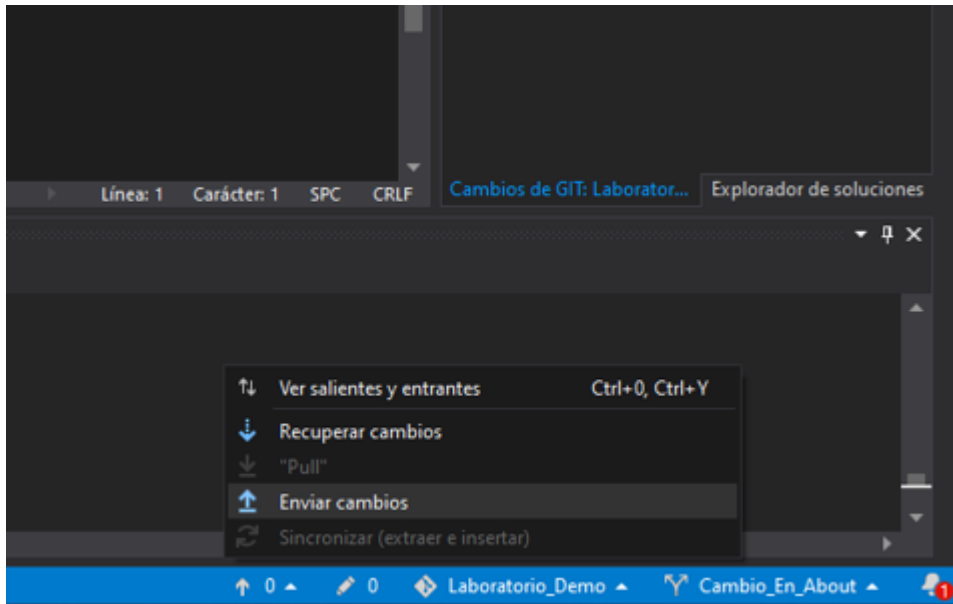 Línea: 1 Carácter: 1 SPC CRLF
Cambios de GIT: Laborator... Explorador de soluciones
Ver salientes y entrantes Ctrl+0, Ctrl+Y
Recuperar cambios
"Pull"
Enviar cambios
Sincronizar (extraer e insertar)
0 0 Laboratorio_Demo Cambio_En_About 1